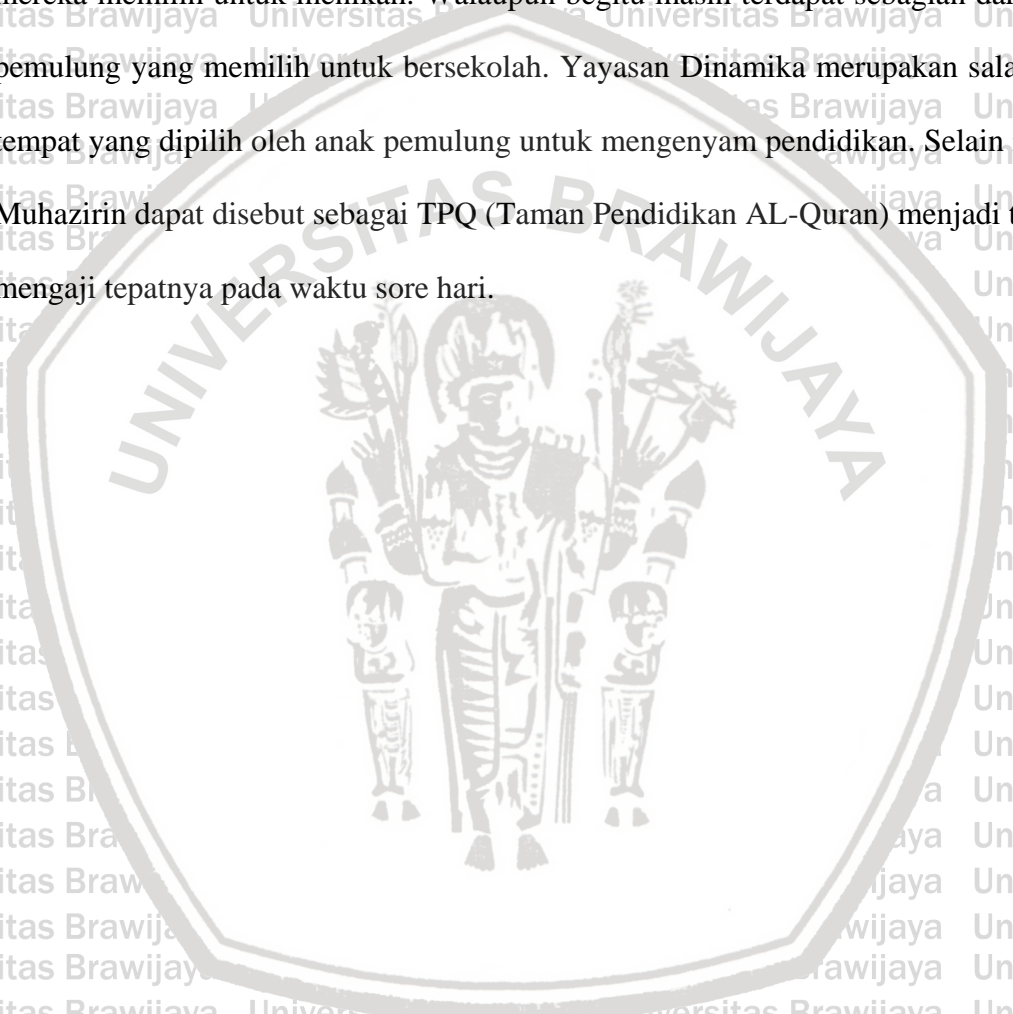 mereka memilih untuk menikah. Walaupun begitu masih terdapat sebagian dar
pemulung yang memilih untuk bersekolah. Yayasan Dinamika merupakan sala
tempat yang dipilih oleh anak pemulung untuk mengenyam pendidikan. Selain
Muhazirin dapat disebut sebagai TPQ (Taman Pendidikan AL-Quran) menjadi t
mengaji tepatnya pada waktu sore hari.
UNIVERSITAS BRAWIJAYA